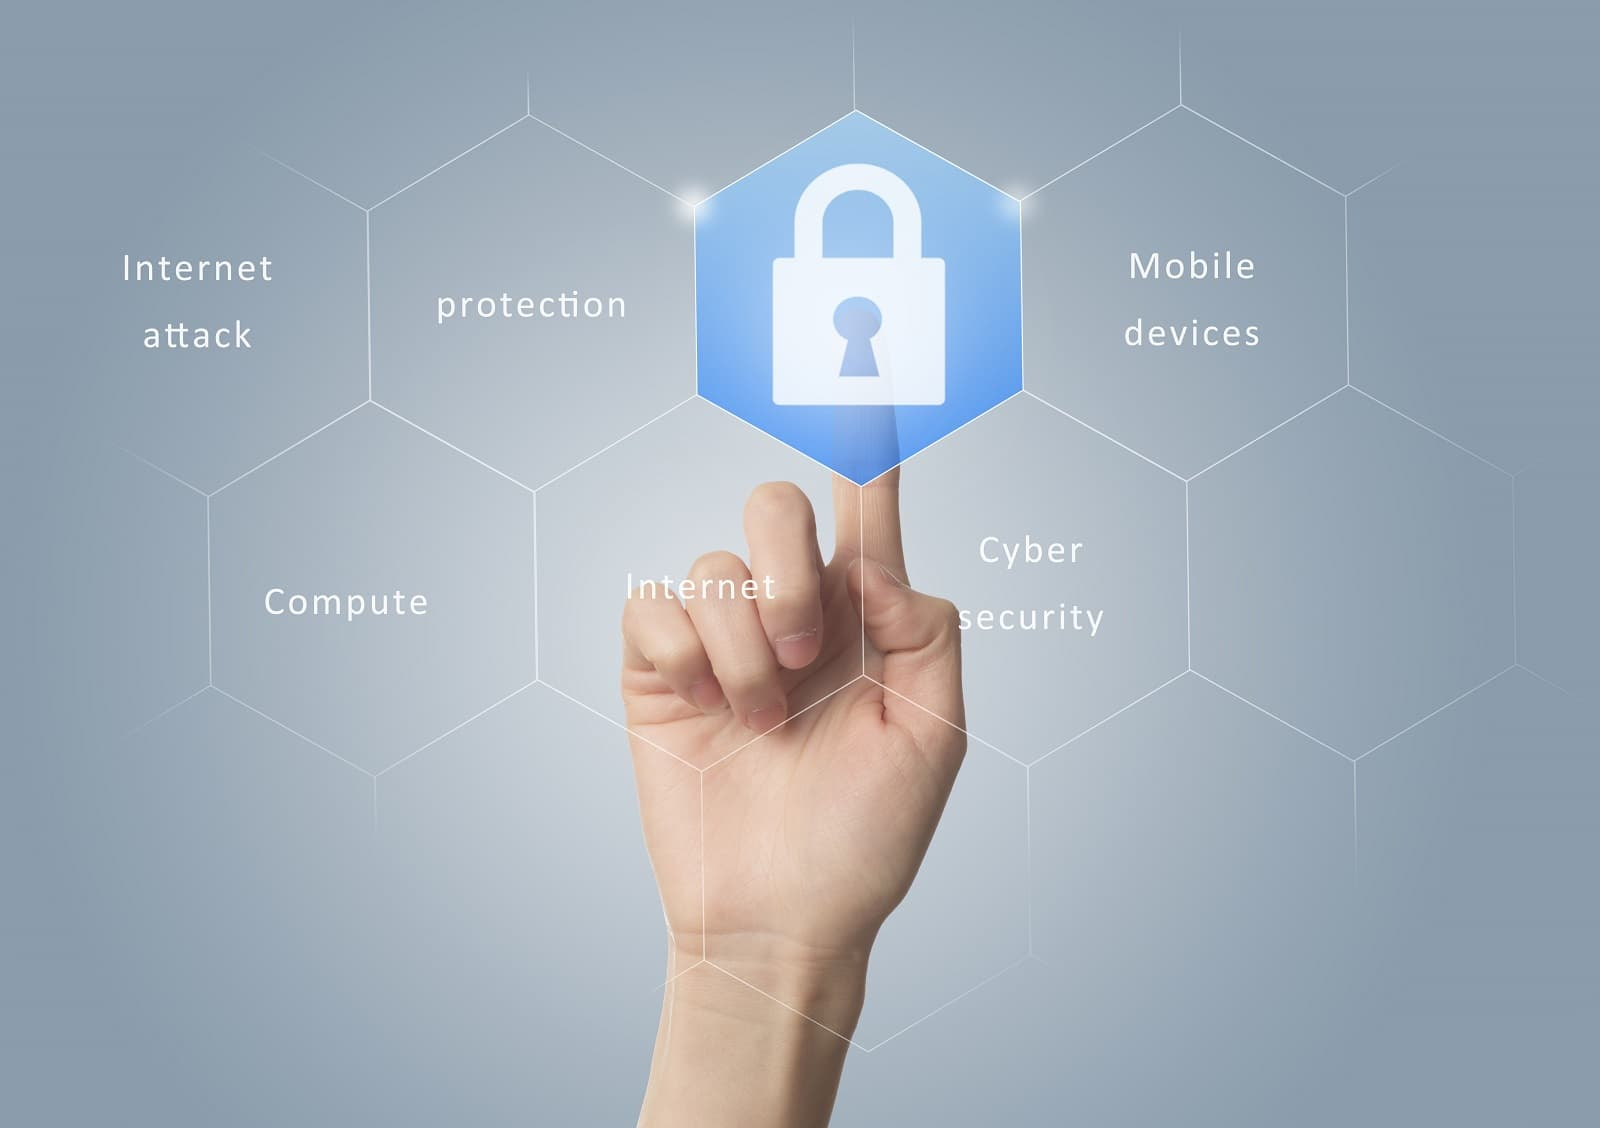 Internet
attack
protection
Mobile
devices
Compute
Internet
Cyber
security